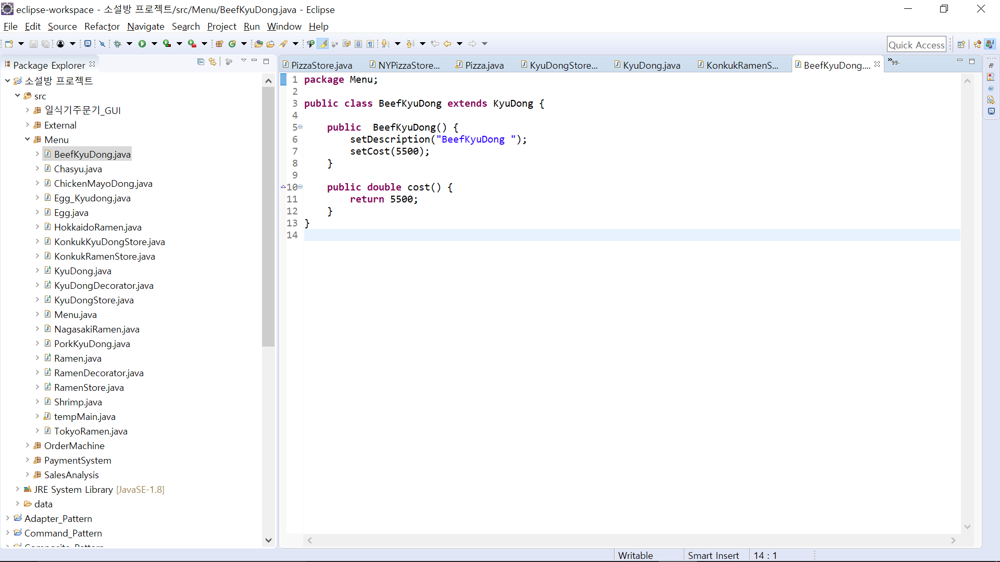 eclipse-workspace - 소설방 프로젝트/src/Menu/BeefKyuDong.java - Eclipse
File Edit Source Refactor Navigate Search Project Run Window Help
Quick Access
Package Explorer
소설방 프로젝트
src
일식기주문기_GUI
External
Menu
BeefKyuDong.java
Chasyu.java
ChickenMayoDong.java
Egg_Kyudong.java
Egg.java
HokkaidoRamen.java
KonkukKyuDongStore.java
KonkukRamenStore.java
KyuDong.java
KyuDongDecorator.java
KyuDongStore.java
Menu.java
NagasakiRamen.java
PorkKyuDong.java
Ramen.java
RamenDecorator.java
RamenStore.java
Shrimp.java
tempMain.java
TokyoRamen.java
OrderMachine
PaymentSystem
SalesAnalysis
JRE System Library [JavaSE-1.8]
data
Adapter_Pattern
Command_Pattern
PizzaStore.java NYPizzaStore... Pizza.java KyuDongStore... KyuDong.java KonkukRamenS... BeefKyuDong.... »99+
1 package Menu;
2
3 public class BeefKyuDong extends KyuDong {
4
5     public  BeefKyuDong() {
6         setDescription("BeefKyuDong ");
7         setCost(5500);
8     }
9
10     public double cost() {
11         return 5500;
12     }
13 }
14
Writable Smart Insert 14 : 1